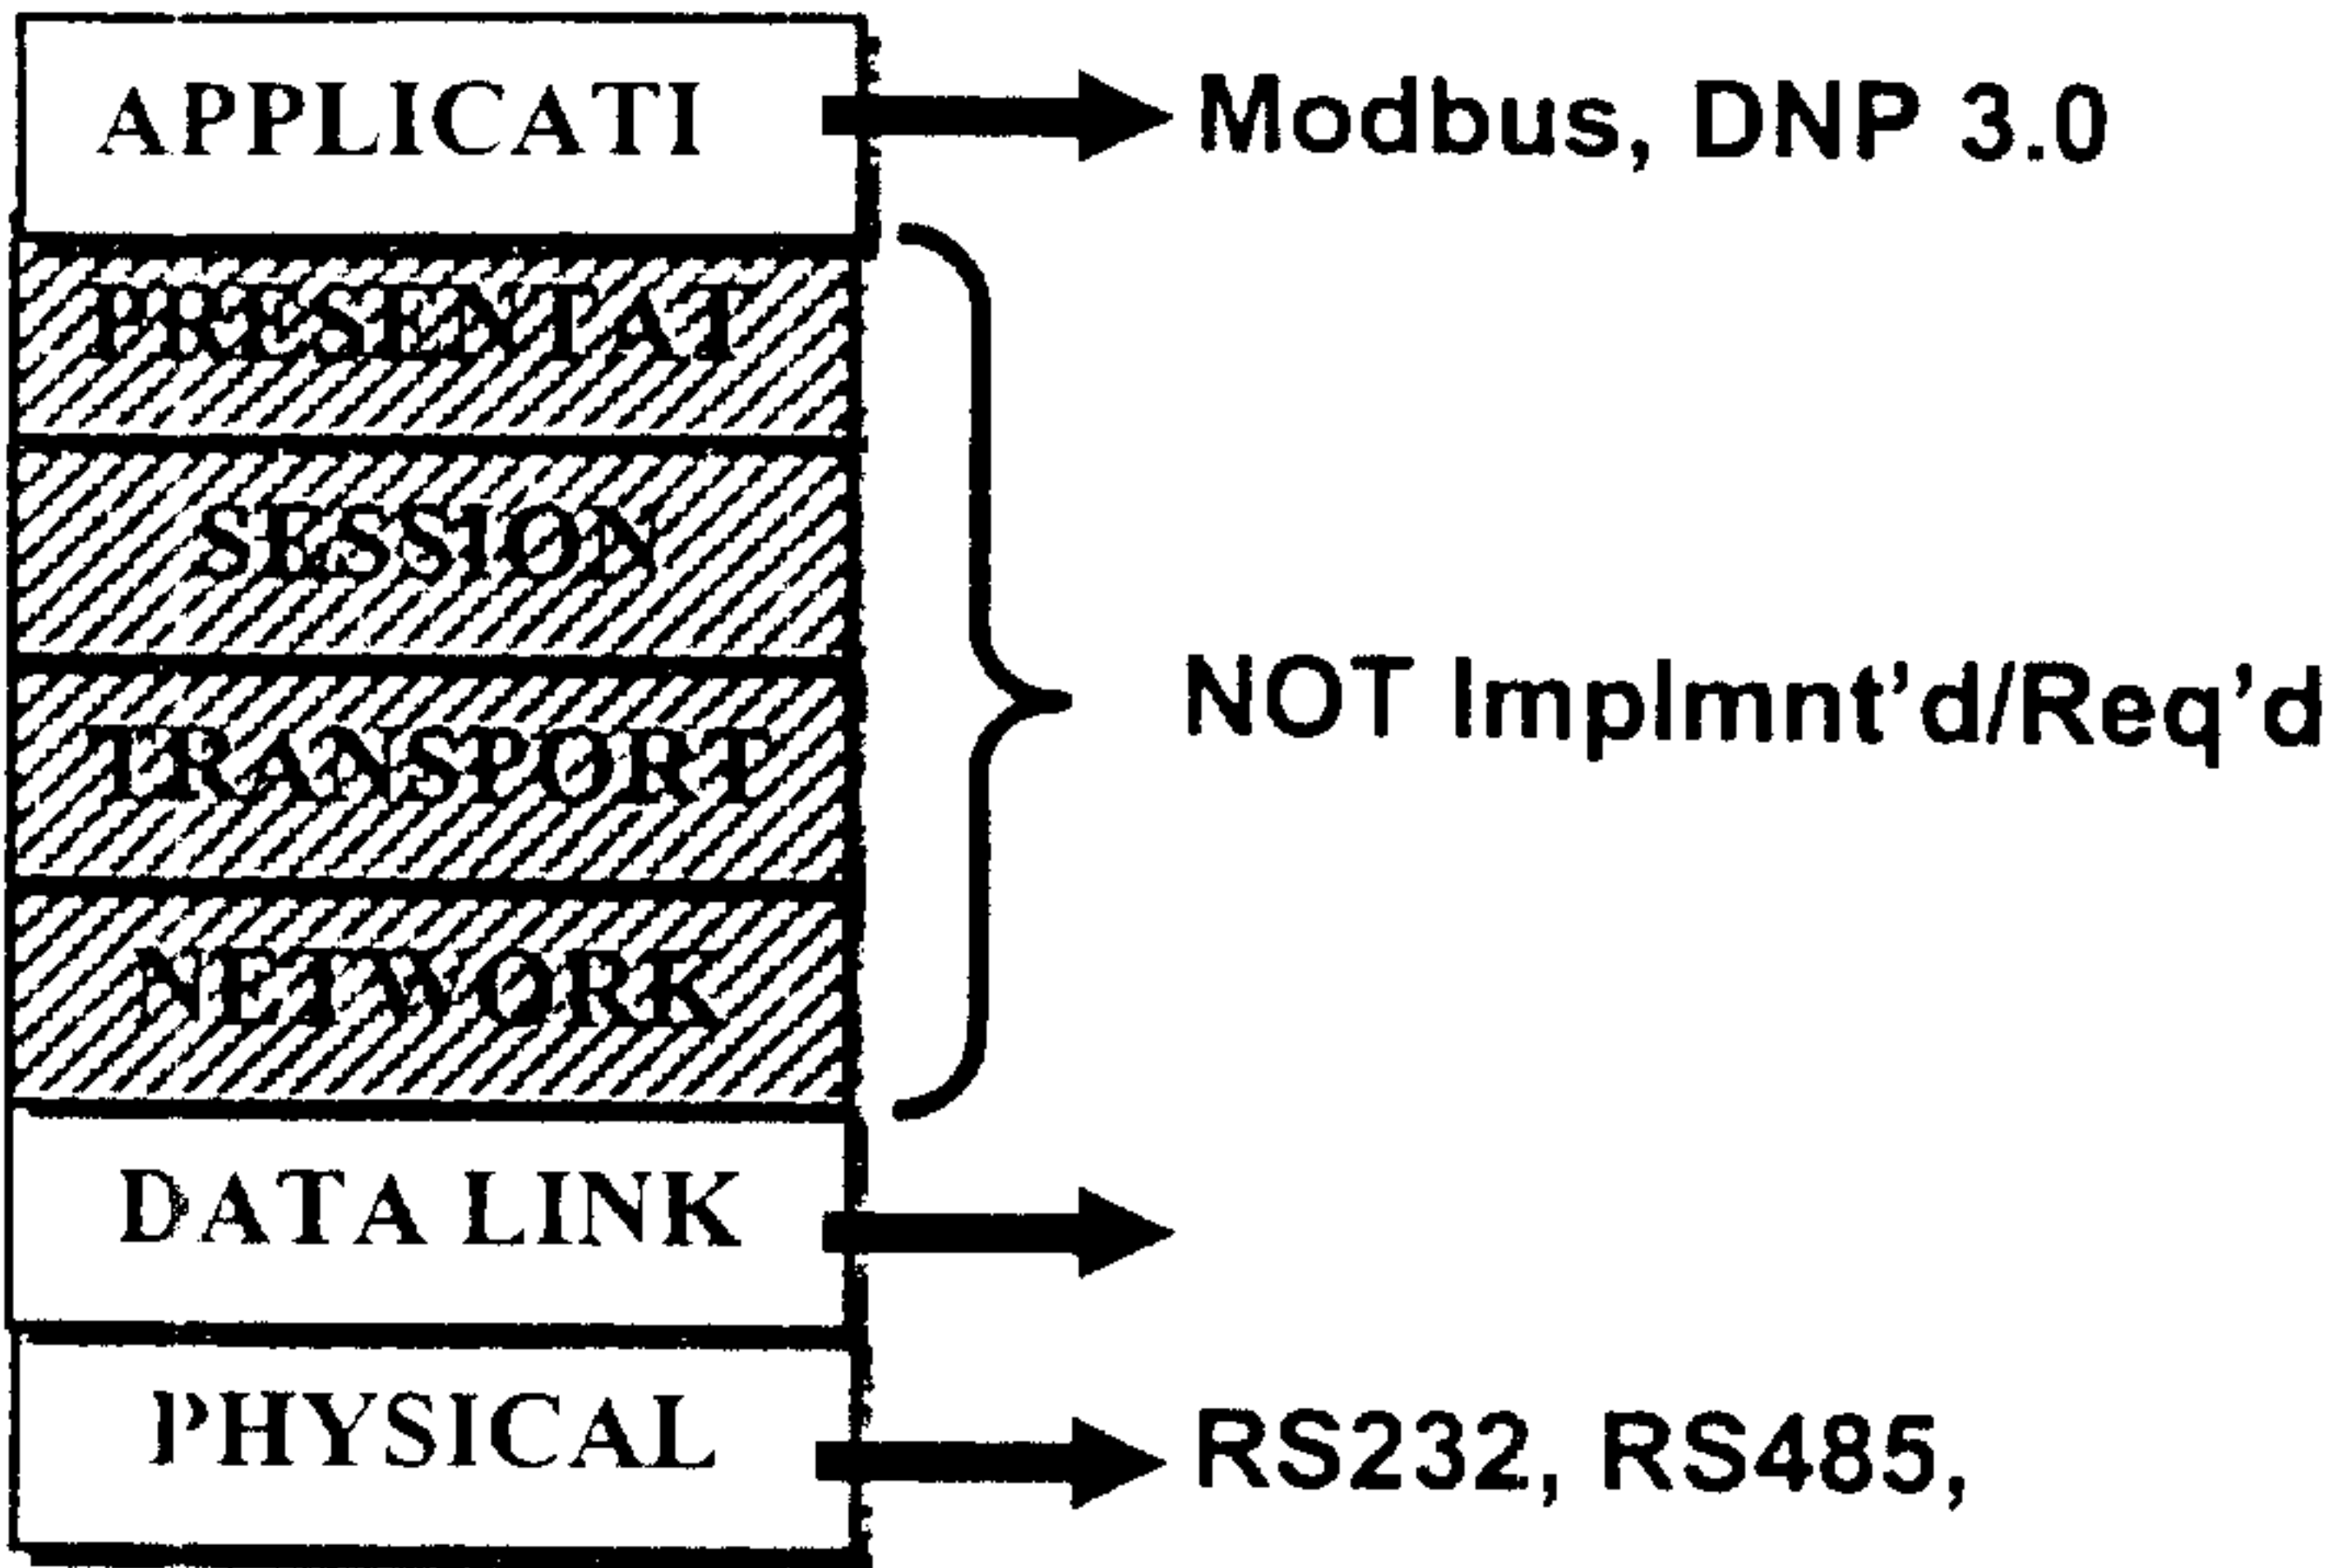 APPLICATI
Modbus, DNP 3.0
PRESENTAT
SESSION
TRANSPORT
NETWORK
NOT Implmnt'd/Req'd
DATA LINK
PHYSICAL
RS232, RS485,